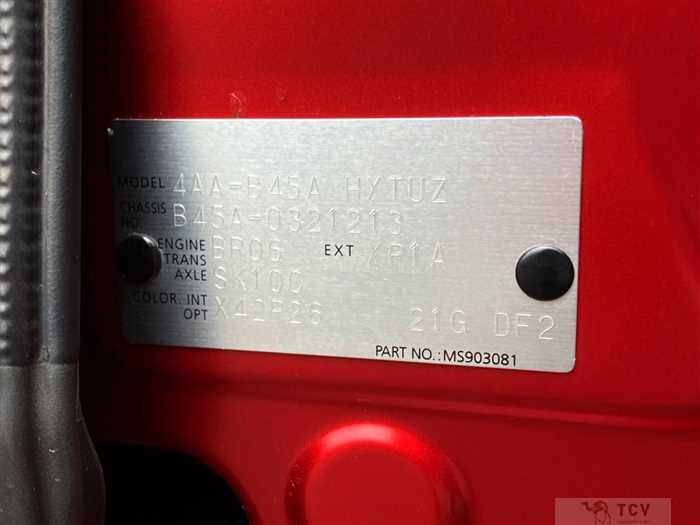 MODEL 4AA-B45A HXTUZ
CHASSIS NO. B45A-0321213
ENGINE BR06 EXT XP1A
TRANS AXLE SK10C
COLOR. INT
OPT X42P26 21G DF2
PART NO.:MS903081
TCV